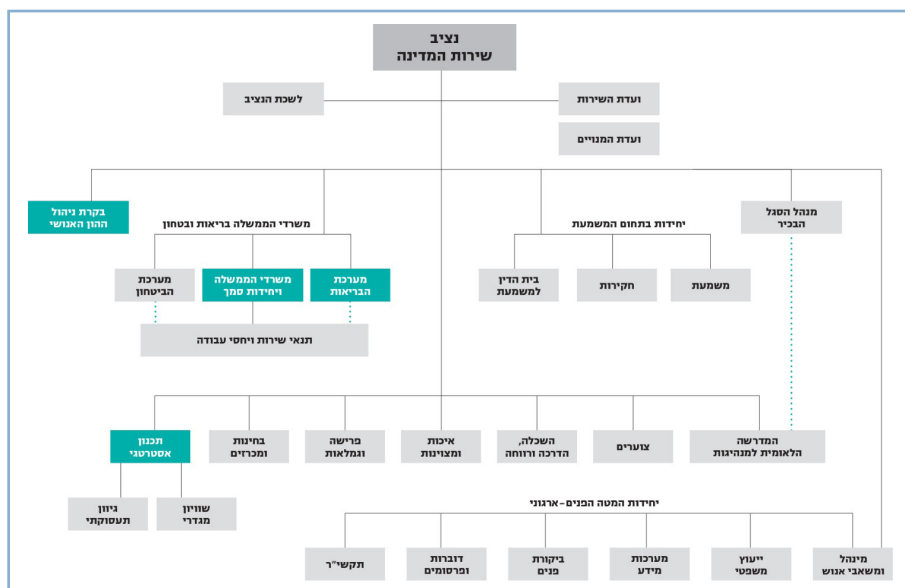 נציב
שירות המדינה
ועדת השירות
לשכת הנציב
ועדת המנויים
מנהל הסגל
הבכיר
יחידות בתחום המשמעת
משרדי הממשלה בריאות ובטחון
בקרת ניהול
ההון האנושי
משמעת
חקירות
בית הדין
למשמעת
מערכת
הבריאות
משרדי הממשלה
ויחידות סמך
מערכת
הביטחון
תנאי שירות ויחסי עבודה
המדרשה
הלאומית למנהיגות
צוערים
השכלה,
הדרכה ורווחה
איכות
ומצוינות
פרישה
וגמלאות
בחינות
ומכרזים
תכנון
אסטרטגי
שוויון
מגדרי
גיוון
תעסוקתי
יחידות המטה הפנים-ארגוני
מינהל
ומשאבי אנוש
ייעוץ
משפטי
מערכות
מידע
ביקורת
פנים
דוברות
ופרסומים
תקשי"ר